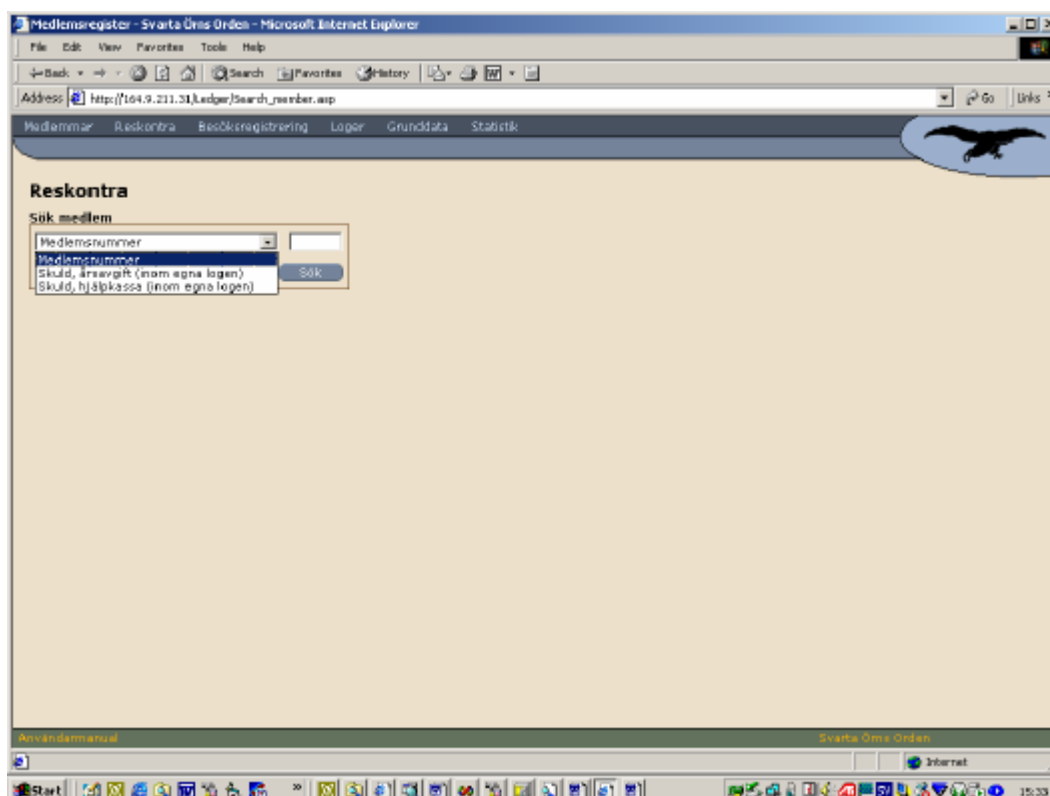 Medlemsregister - Svarta Örns Orden - Microsoft Internet Explorer
File Edit View Favorites Tools Help
Back Search Favorites History
Address http://164.9.211.31/Ledger/Search_member.asp Go Links
Medlemmar Reskontra Besöksregistrering Loger Grunddata Statistik
Reskontra
Sök medlem
Medlemsnummer
Medlemsnummer
Skuld, årsavgift (inom egna logen)
Sök
Skuld, hjälpkassa (inom egna logen)
Användarmanual Svarta Örns Orden
Internet
Start 15:33